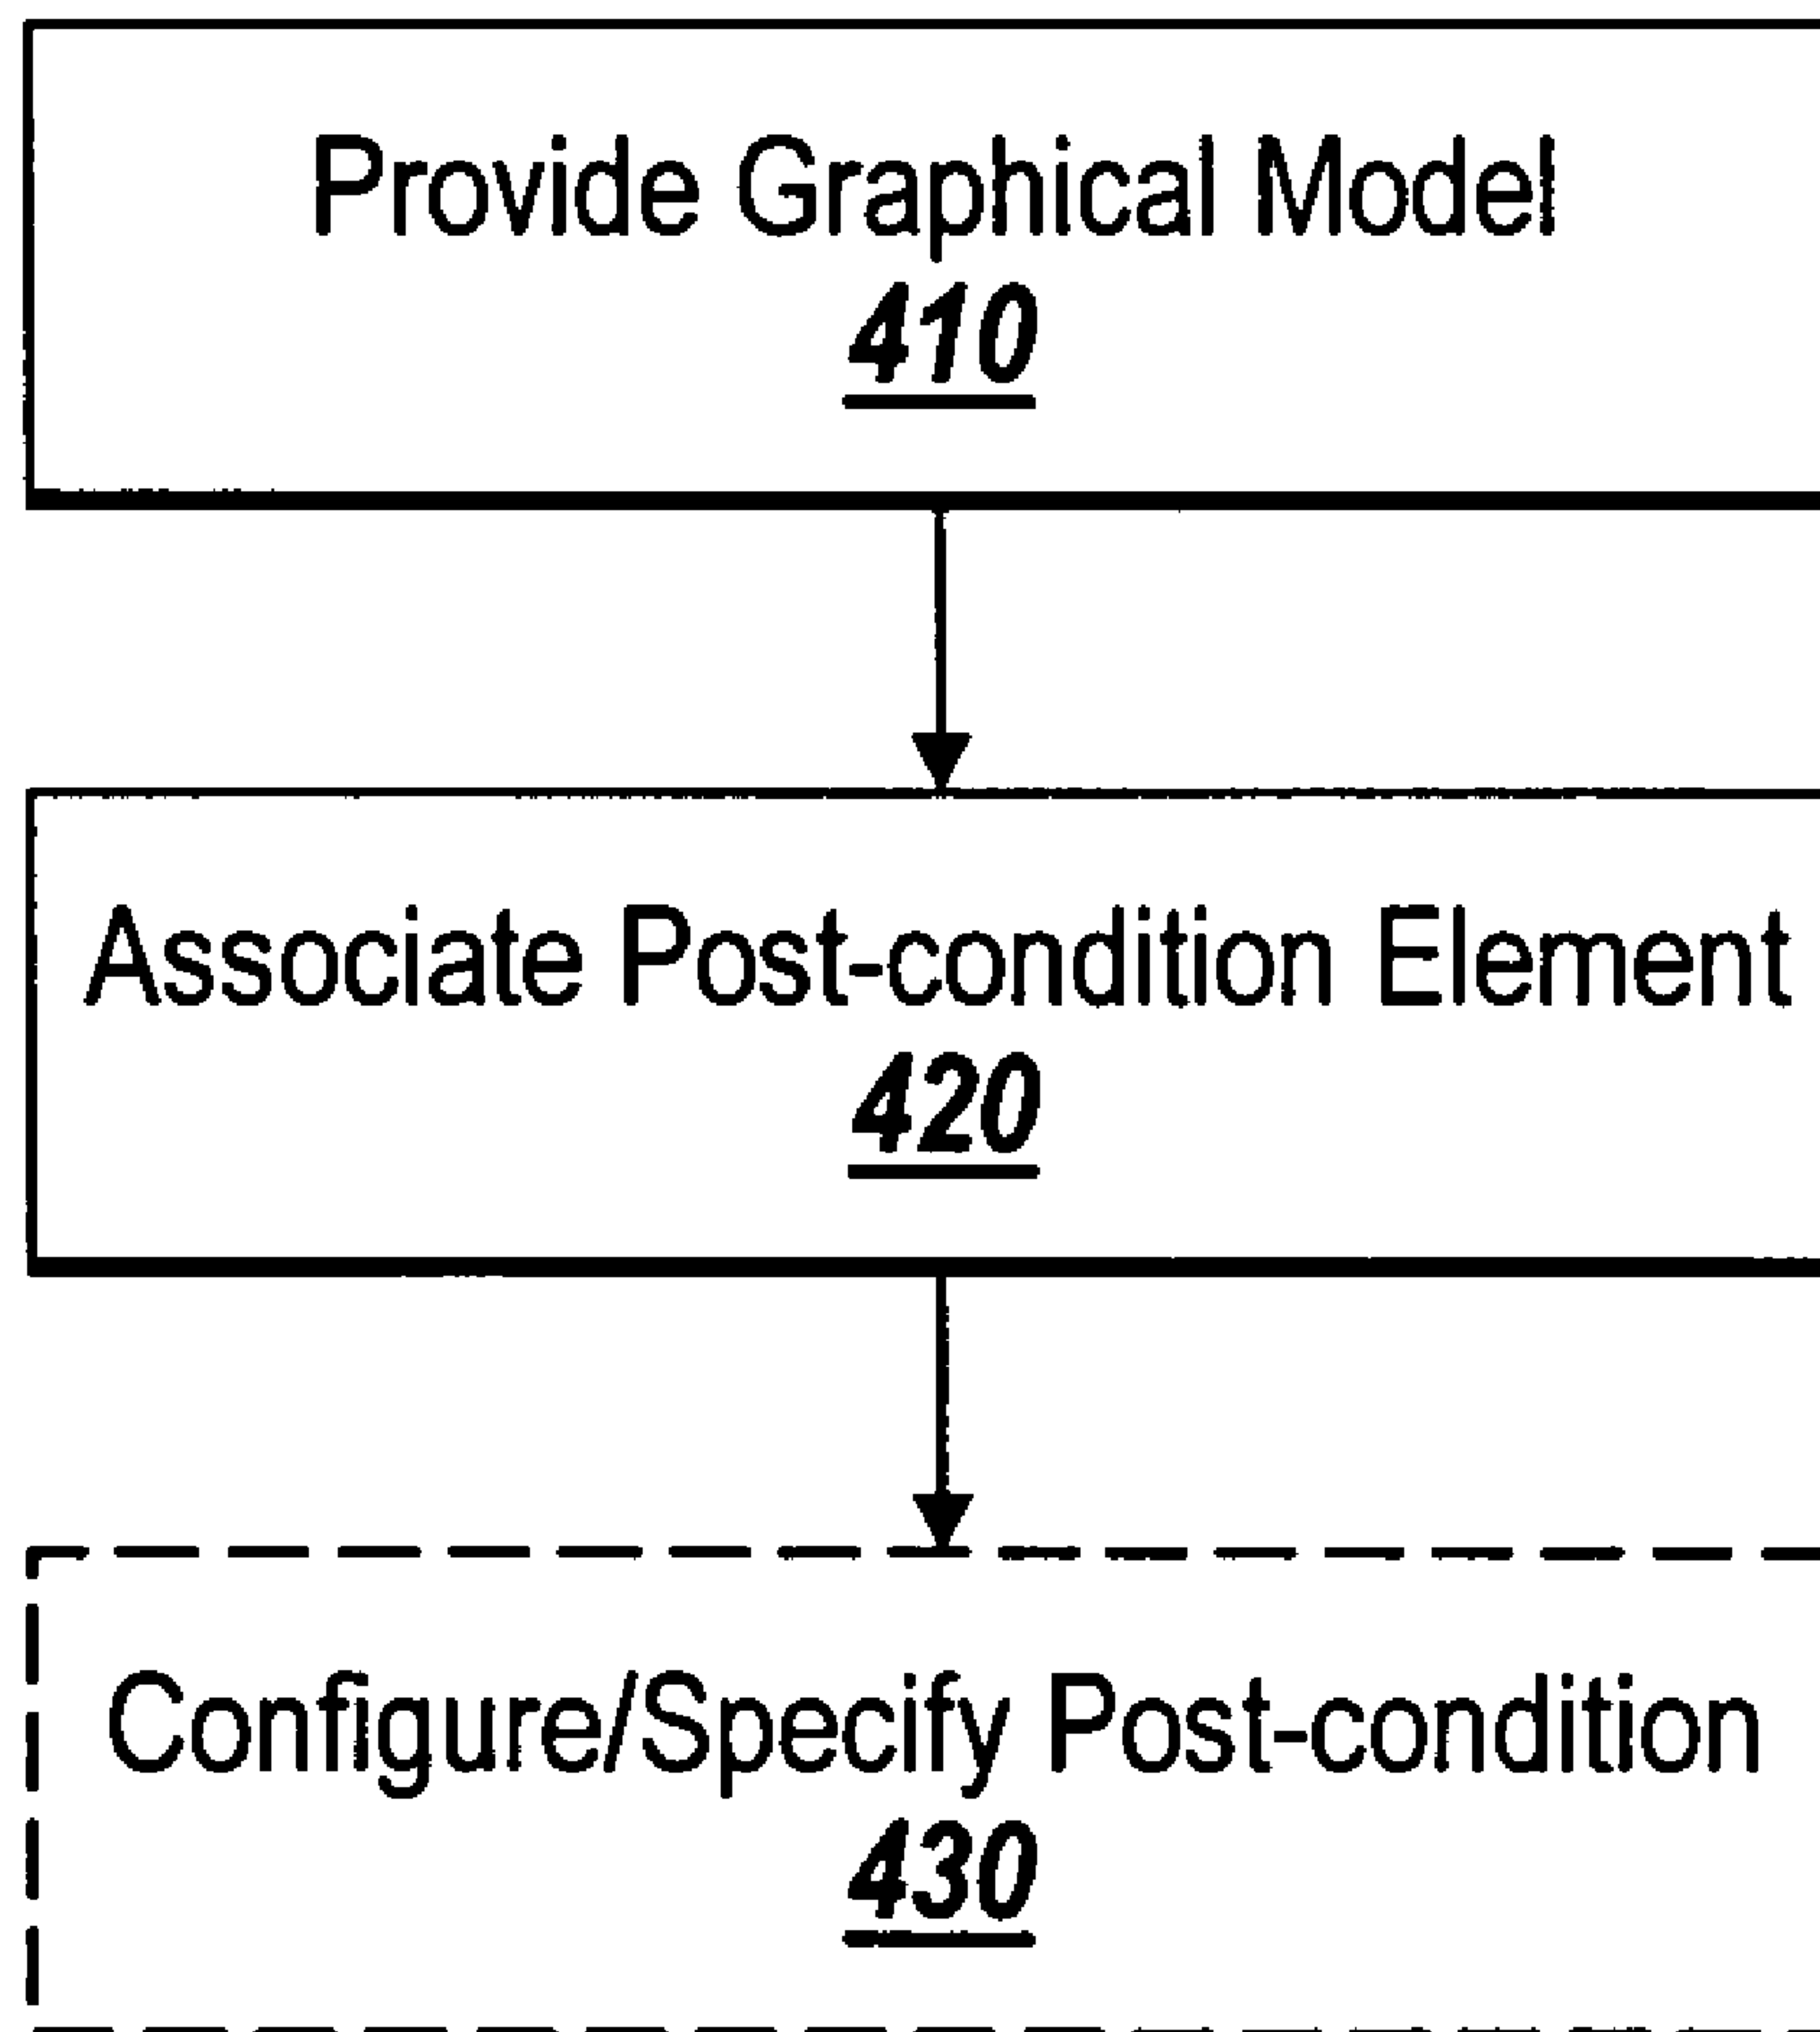 Provide Graphical Model
410
Associate Post-condition Element
420
Configure/Specify Post-condition
430